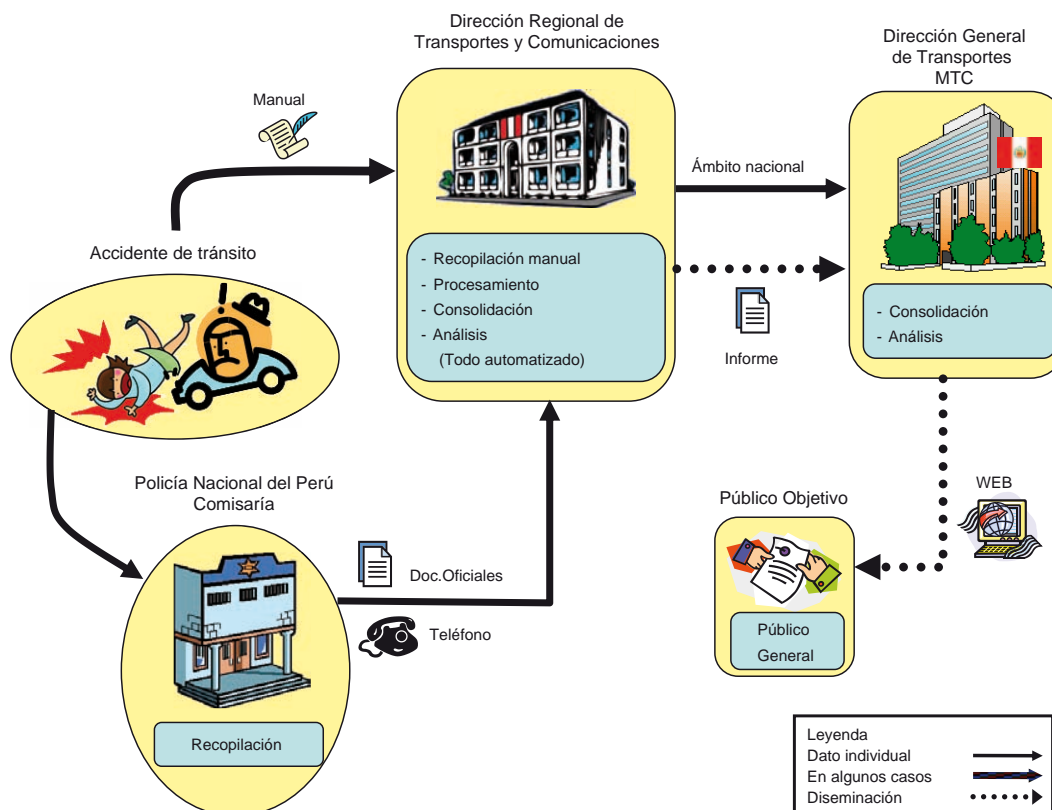 Dirección Regional de
Transportes y Comunicaciones
Dirección General
de Transportes
MTC
Manual
Ámbito nacional
Accidente de tránsito
- Recopilación manual
- Procesamiento
- Consolidación
- Análisis
(Todo automatizado)
Informe
- Consolidación
- Análisis
Policía Nacional del Perú
Comisaría
Doc.Oficiales
Teléfono
Recopilación
WEB
Público Objetivo
Público
General
Leyenda
Dato individual
En algunos casos
Diseminación